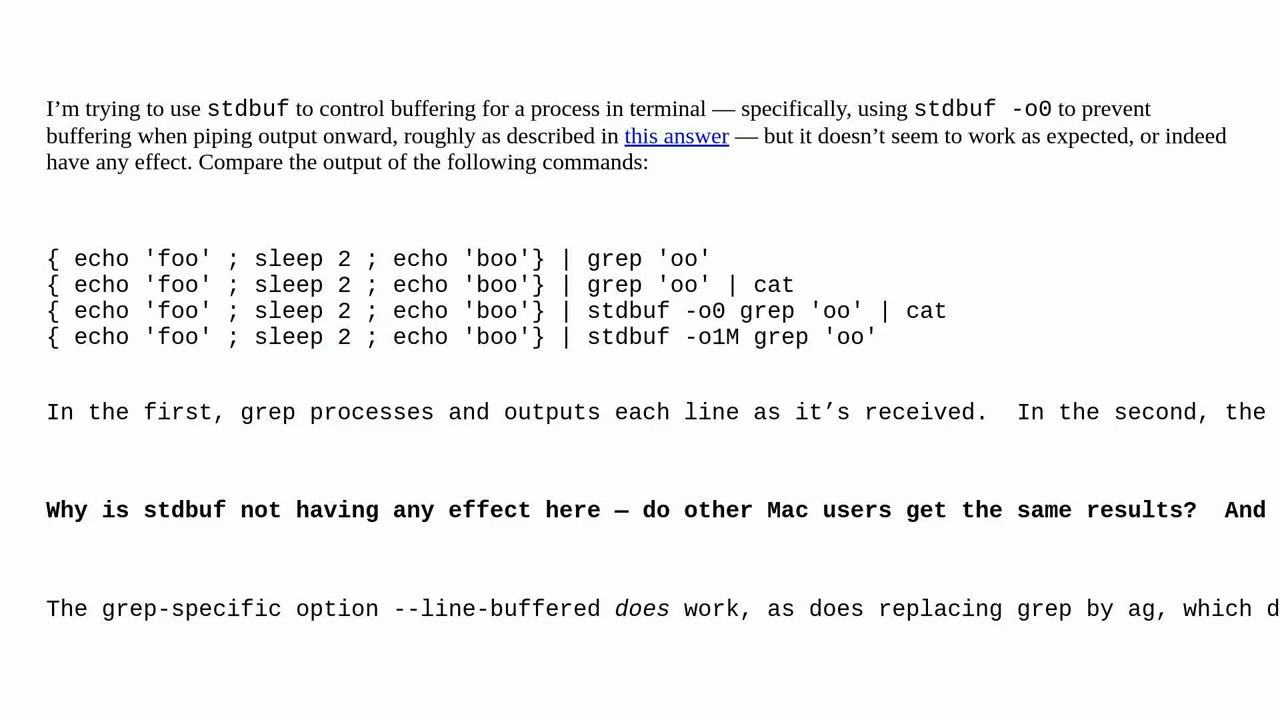 I’m trying to use stdbuf to control buffering for a process in terminal — specifically, using stdbuf -o0 to prevent
buffering when piping output onward, roughly as described in this answer — but it doesn’t seem to work as expected, or indeed
have any effect. Compare the output of the following commands:
{ echo 'foo' ; sleep 2 ; echo 'boo'} | grep 'oo'
{ echo 'foo' ; sleep 2 ; echo 'boo'} | grep 'oo' | cat
{ echo 'foo' ; sleep 2 ; echo 'boo'} | stdbuf -o0 grep 'oo' | cat
{ echo 'foo' ; sleep 2 ; echo 'boo'} | stdbuf -o1M grep 'oo'
In the first, grep processes and outputs each line as it’s received.  In the second, the
Why is stdbuf not having any effect here — do other Mac users get the same results?  And
The grep-specific option --line-buffered does work, as does replacing grep by ag, which